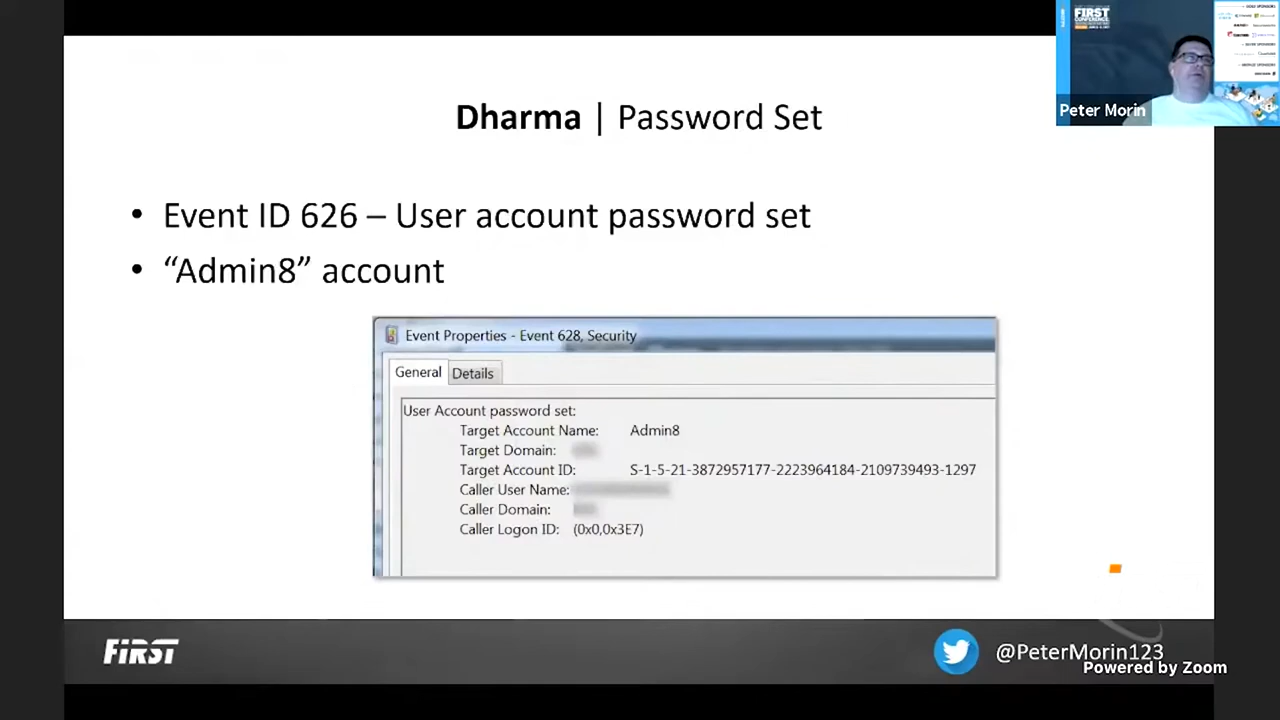 FIRST
CONFERENCE
Peter Morin
Dharma | Password Set
• Event ID 626 – User account password set
• “Admin8” account
Event Properties - Event 628, Security
General Details
User Account password set:
Target Account Name: Admin8
Target Domain:
Target Account ID: S-1-5-21-3872957177-2223964184-2109739493-1297
Caller User Name:
Caller Domain:
Caller Logon ID: (0x0,0x3E7)
FIRST
@PeterMorin123
Powered by Zoom